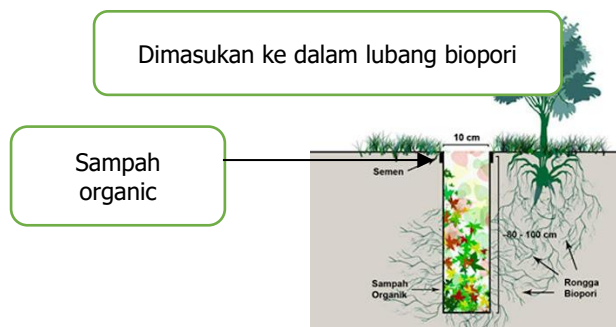 Dimasukan ke dalam lubang biopori
Sampah
organic
10 cm
Semen
80 - 100 cm
Sampah
Organik
Rongga
Biopori